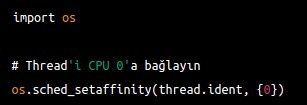 import os
# Thread'i CPU 0'a bağlayın
os.sched_setaffinity(thread.ident, {0})